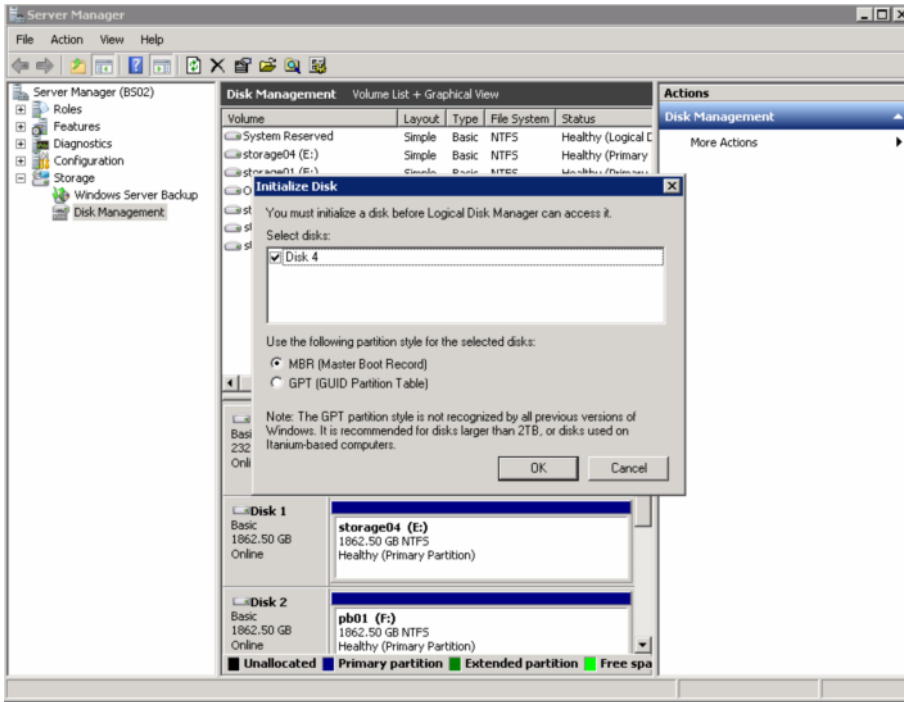 Server Manager
File Action View Help
Server Manager (BS02)
Roles
Features
Diagnostics
Configuration
Storage
Windows Server Backup
Disk Management
Disk Management Volume List + Graphical View
Volume Layout Type File System Status
System Reserved Simple Basic NTFS Healthy (Logical D
storage04 (E:) Simple Basic NTFS Healthy (Primary
Initialize Disk
You must initialize a disk before Logical Disk Manager can access it.
Select disks:
Disk 4
Use the following partition style for the selected disks:
MBR (Master Boot Record)
GPT (GUID Partition Table)
Note: The GPT partition style is not recognized by all previous versions of
Windows. It is recommended for disks larger than 2TB, or disks used on
Itanium-based computers.
OK Cancel
Basi
232
Onli
Disk 1
Basic
1862.50 GB
Online
storage04 (E:)
1862.50 GB NTFS
Healthy (Primary Partition)
Disk 2
Basic
1862.50 GB
Online
pb01 (F:)
1862.50 GB NTFS
Healthy (Primary Partition)
Unallocated Primary partition Extended partition Free spa
Actions
Disk Management
More Actions